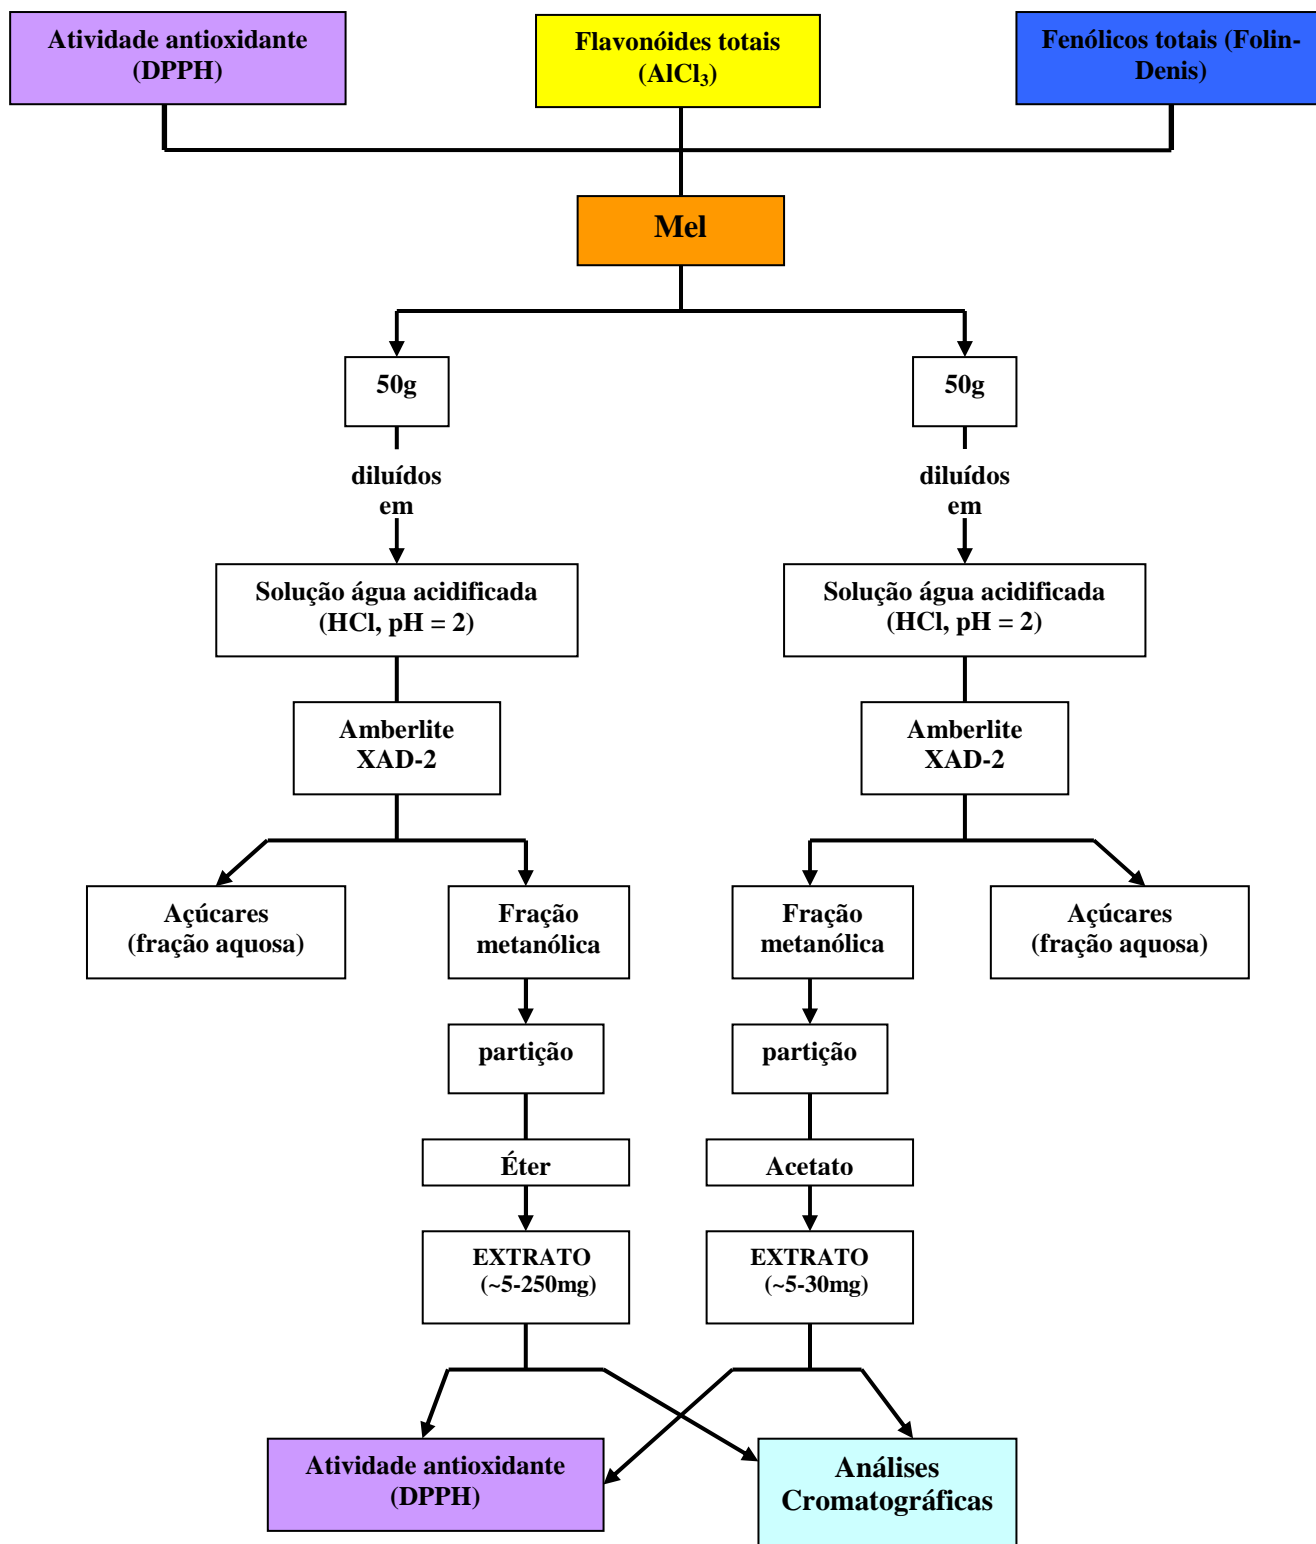 Atividade antioxidante
(DPPH)
Flavonóides totais
(AlCl₃)
Fenólicos totais (Folin-
Denis)
Mel
50g
50g
diluídos
em
diluídos
em
Solução água acidificada
(HCl, pH = 2)
Solução água acidificada
(HCl, pH = 2)
Amberlite
XAD-2
Amberlite
XAD-2
Açúcares
(fração aquosa)
Fração
metanólica
Fração
metanólica
Açúcares
(fração aquosa)
partição
partição
Éter
Acetato
EXTRATO
(~5-250mg)
EXTRATO
(~5-30mg)
Atividade antioxidante
(DPPH)
Análises
Cromatográficas